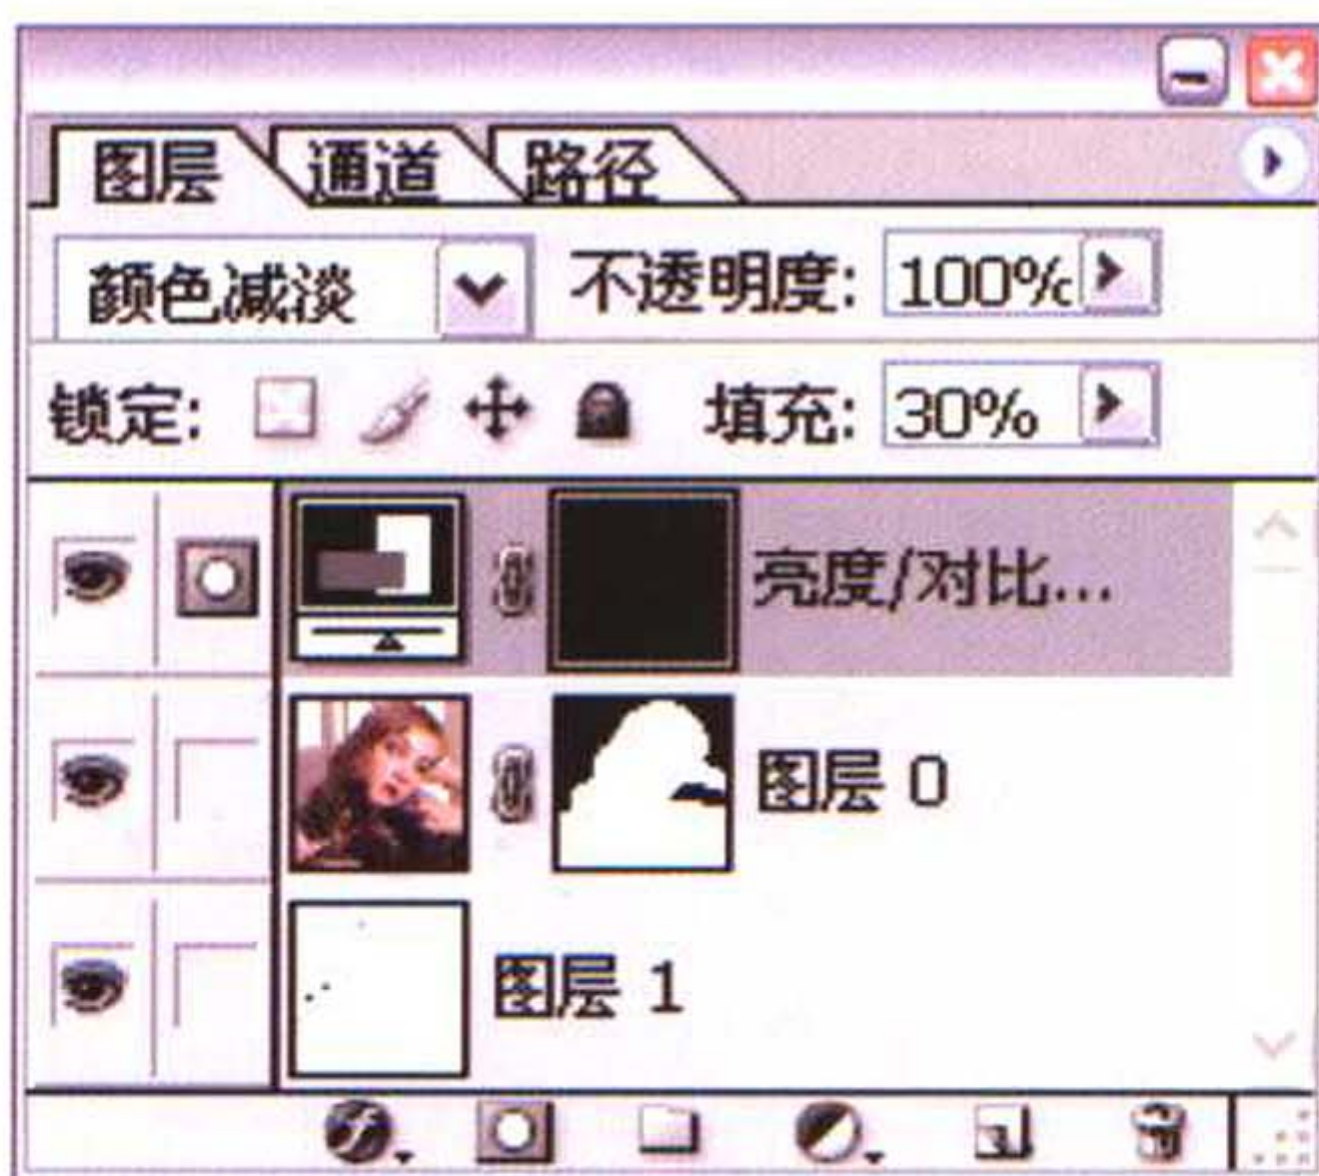 图层 通道 路径
颜色减淡 不透明度: 100%
锁定: 填充: 30%
亮度/对比...
图层 0
图层 1